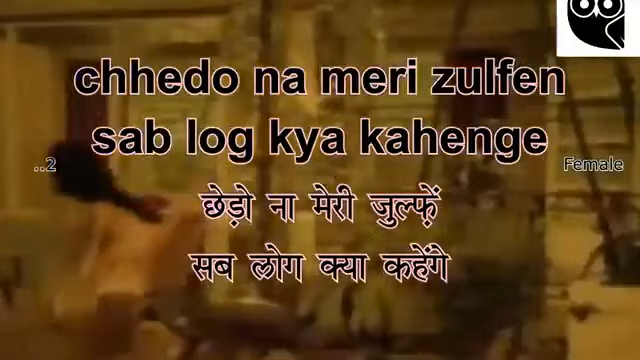 chhedo na meri zulfen
sab log kya kahenge
..2
Female
छेड़ो ना मेरी जुल्फ़ें
सब लोग क्या कहेंगै